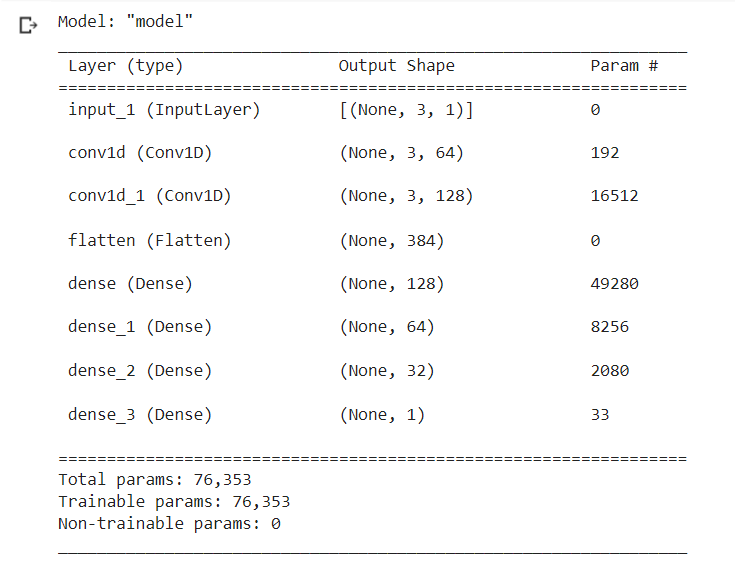 Model: "model"
Layer (type) Output Shape Param #
=================================================================
input_1 (InputLayer) [(None, 3, 1)] 0
conv1d (Conv1D) (None, 3, 64) 192
conv1d_1 (Conv1D) (None, 3, 128) 16512
flatten (Flatten) (None, 384) 0
dense (Dense) (None, 128) 49280
dense_1 (Dense) (None, 64) 8256
dense_2 (Dense) (None, 32) 2080
dense_3 (Dense) (None, 1) 33
=================================================================
Total params: 76,353
Trainable params: 76,353
Non-trainable params: 0